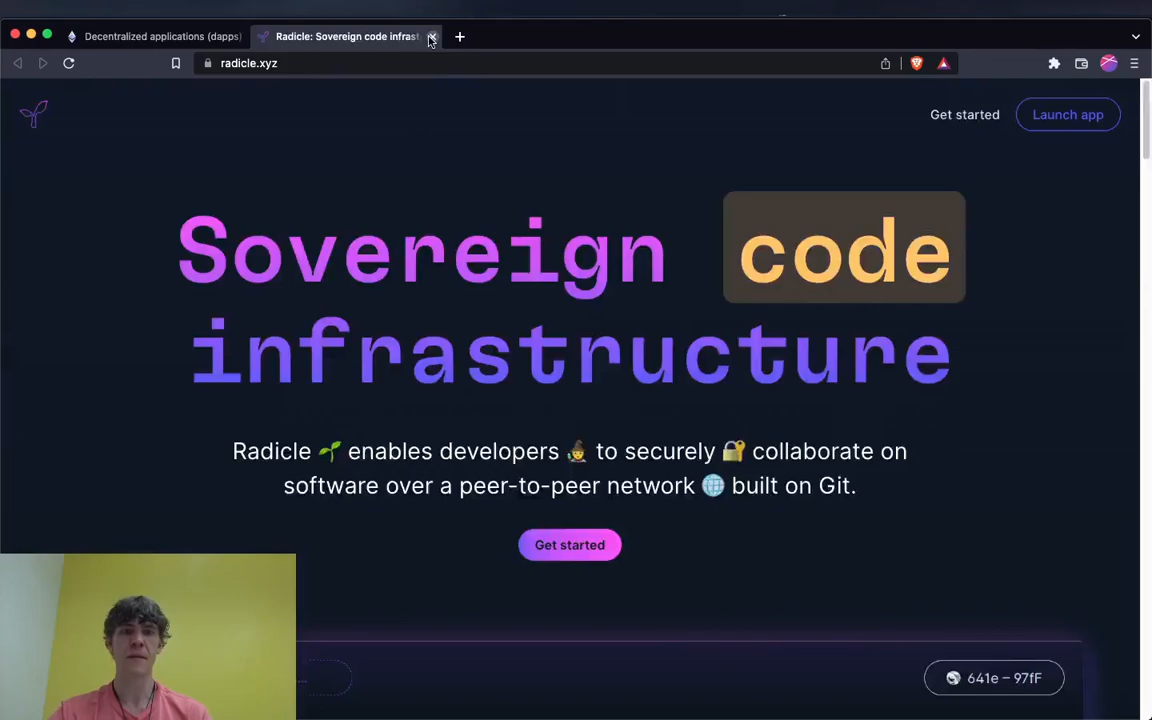 Decentralized applications (dapps)
Radicle: Sovereign code infrast
radicle.xyz
Get started
Launch app
Sovereign code
infrastructure
Radicle 🌱 enables developers 🧙 to securely 🔐 collaborate on
software over a peer-to-peer network 🌐 built on Git.
Get started
641e – 97fF